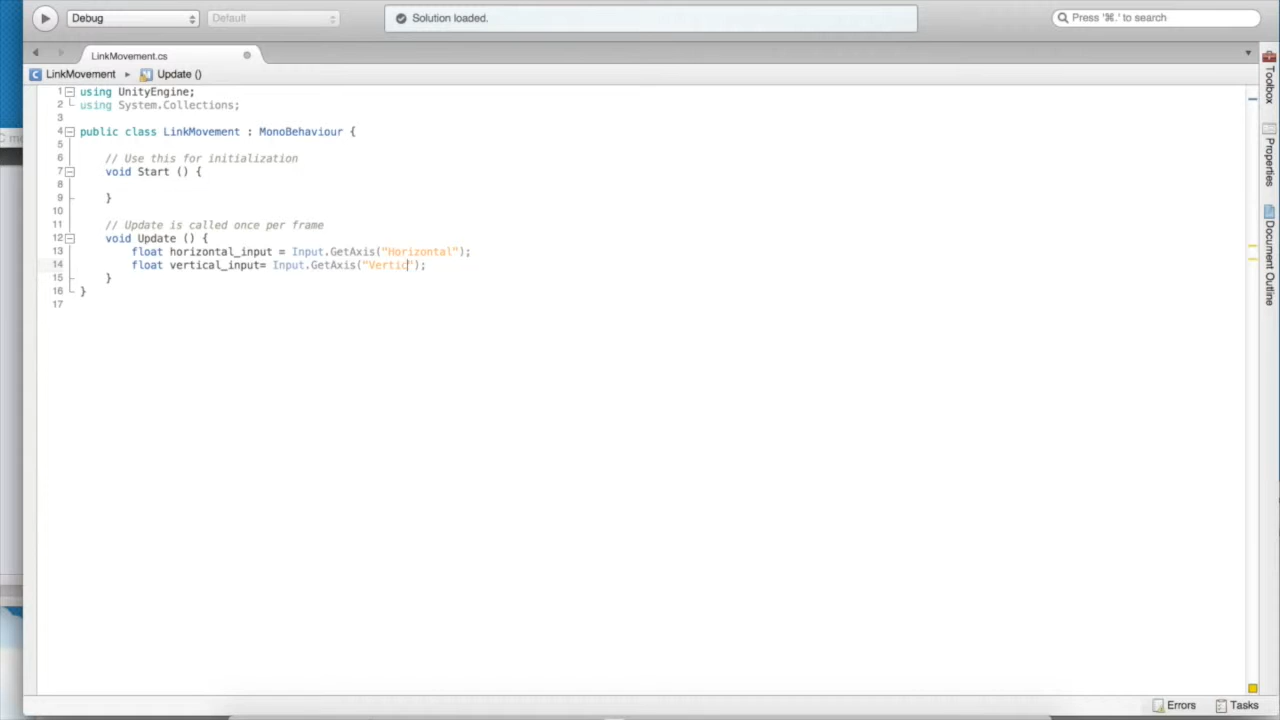 Debug
Default
Solution loaded.
Press '⌘.' to search
LinkMovement.cs
LinkMovement ▸ Update ()
1 using UnityEngine;
2 using System.Collections;
3
4 public class LinkMovement : MonoBehaviour {
5
6 // Use this for initialization
7 void Start () {
8
9 }
10
11 // Update is called once per frame
12 void Update () {
13 float horizontal_input = Input.GetAxis("Horizontal");
14 float vertical_input= Input.GetAxis("Vertic");
15 }
16 }
17
Toolbox
Properties
Document Outline
Errors
Tasks